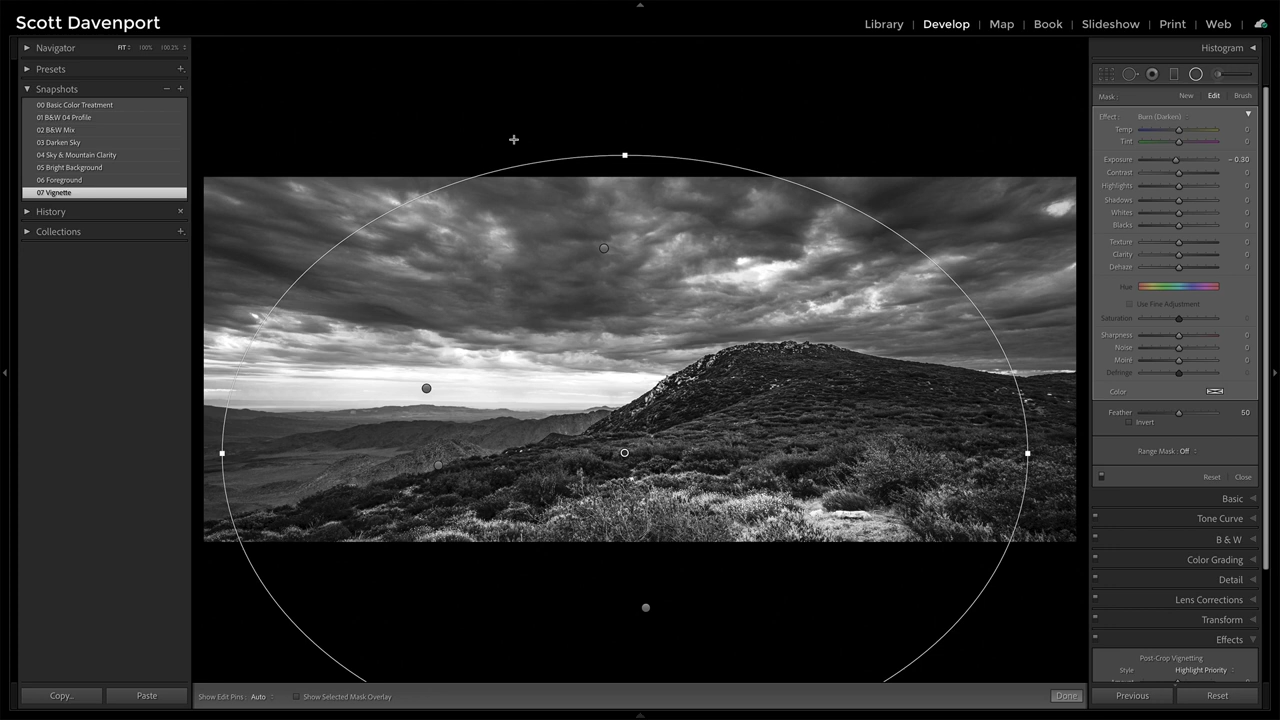 Scott Davenport
Library | Develop | Map | Book | Slideshow | Print | Web
Navigator FIT 100% 100.2%
Presets
Snapshots
00 Basic Color Treatment
01 B&W 04 Profile
02 B&W Mix
03 Darken Sky
04 Sky & Mountain Clarity
05 Bright Background
06 Foreground
07 Vignette
History
Collections
Copy... Paste
Show Edit Pins : Auto Show Selected Mask Overlay Done
Histogram
Mask : New Edit Brush
Effect : Burn (Darken)
Temp 0
Tint 0
Exposure – 0.30
Contrast 0
Highlights 0
Shadows 0
Whites 0
Blacks 0
Texture 0
Clarity 0
Dehaze 0
Hue
Use Fine Adjustment
Saturation 0
Sharpness 0
Noise 0
Moiré 0
Defringe 0
Color
Feather 50
Invert
Range Mask : Off
Reset Close
Basic
Tone Curve
B & W
Color Grading
Detail
Lens Corrections
Transform
Effects
Post-Crop Vignetting
Style Highlight Priority
Previous Reset